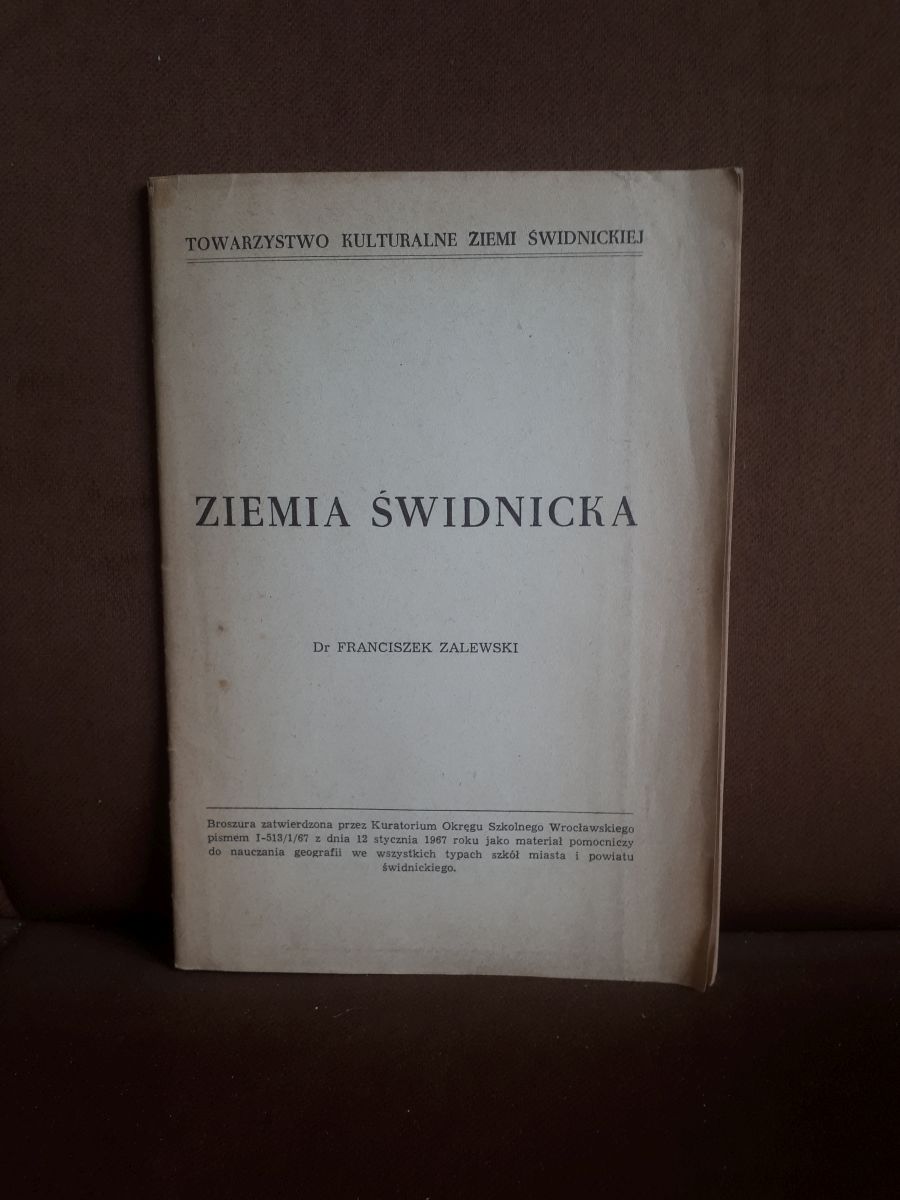 TOWARZYSTWO KULTURALNE ZIEMI ŚWIDNICKIEJ
ZIEMIA ŚWIDNICKA
Dr FRANCISZEK ZALEWSKI
Broszura zatwierdzona przez Kuratorium Okręgu Szkolnego Wrocławskiego
pismem I-513/1/67 z dnia 12 stycznia 1967 roku jako materiał pomocniczy
do nauczania geografii we wszystkich typach szkół miasta i powiatu
świdnickiego.